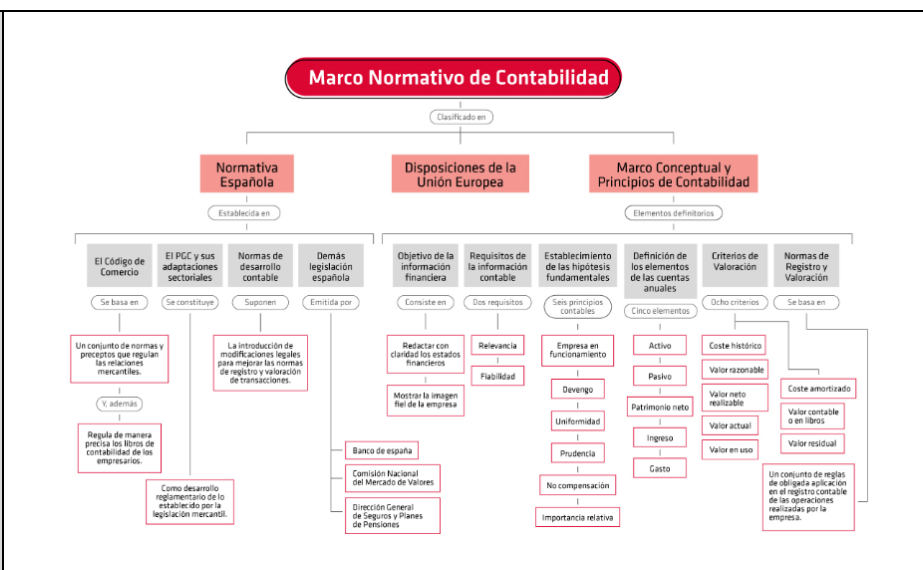 Marco Normativo de Contabilidad
Clasificado en
Normativa
Española
Disposiciones de la
Unión Europea
Marco Conceptual y
Principios de Contabilidad
Establecida en
Elementos definitorios
El Código de
Comercio
El PGC y sus
adaptaciones
sectoriales
Normas de
desarrollo
contable
Demás
legislación
española
Objetivo de la
información
financiera
Requisitos de
la información
contable
Establecimiento
de las hipótesis
fundamentales
Definición de
los elementos
de las cuentas
anuales
Criterios de
Valoración
Normas de
Registro y
Valoración
Se basa en
Se constituye
Suponen
Emitida por
Consiste en
Dos requisitos
Seis principios
contables
Cinco elementos
Ocho criterios
Se basa en
Un conjunto de normas y
preceptos que regulan
las relaciones
mercantiles.
Y, además
Regula de manera
precisa los libros de
contabilidad de los
empresarios.
Como desarrollo
reglamentario de lo
establecido por la
legislación mercantil.
La introducción de
modificaciones legales
para mejorar las normas
de registro y valoración
de transacciones.
Banco de españa
Comisión Nacional
del Mercado de Valores
Dirección General
de Seguros y Planes
de Pensiones
Redactar con
claridad los estados
financieros
Mostrar la imagen
fiel de la empresa
Relevancia
Fiabilidad
Empresa en
funcionamiento
Devengo
Uniformidad
Prudencia
No compensación
Importancia relativa
Activo
Pasivo
Patrimonio neto
Ingreso
Gasto
Coste histórico
Valor razonable
Valor neto
realizable
Valor actual
Valor en uso
Coste amortizado
Valor contable
o en libros
Valor residual
Un conjunto de reglas
de obligada aplicación
en el registro contable
de las operaciones
realizadas por la
empresa.